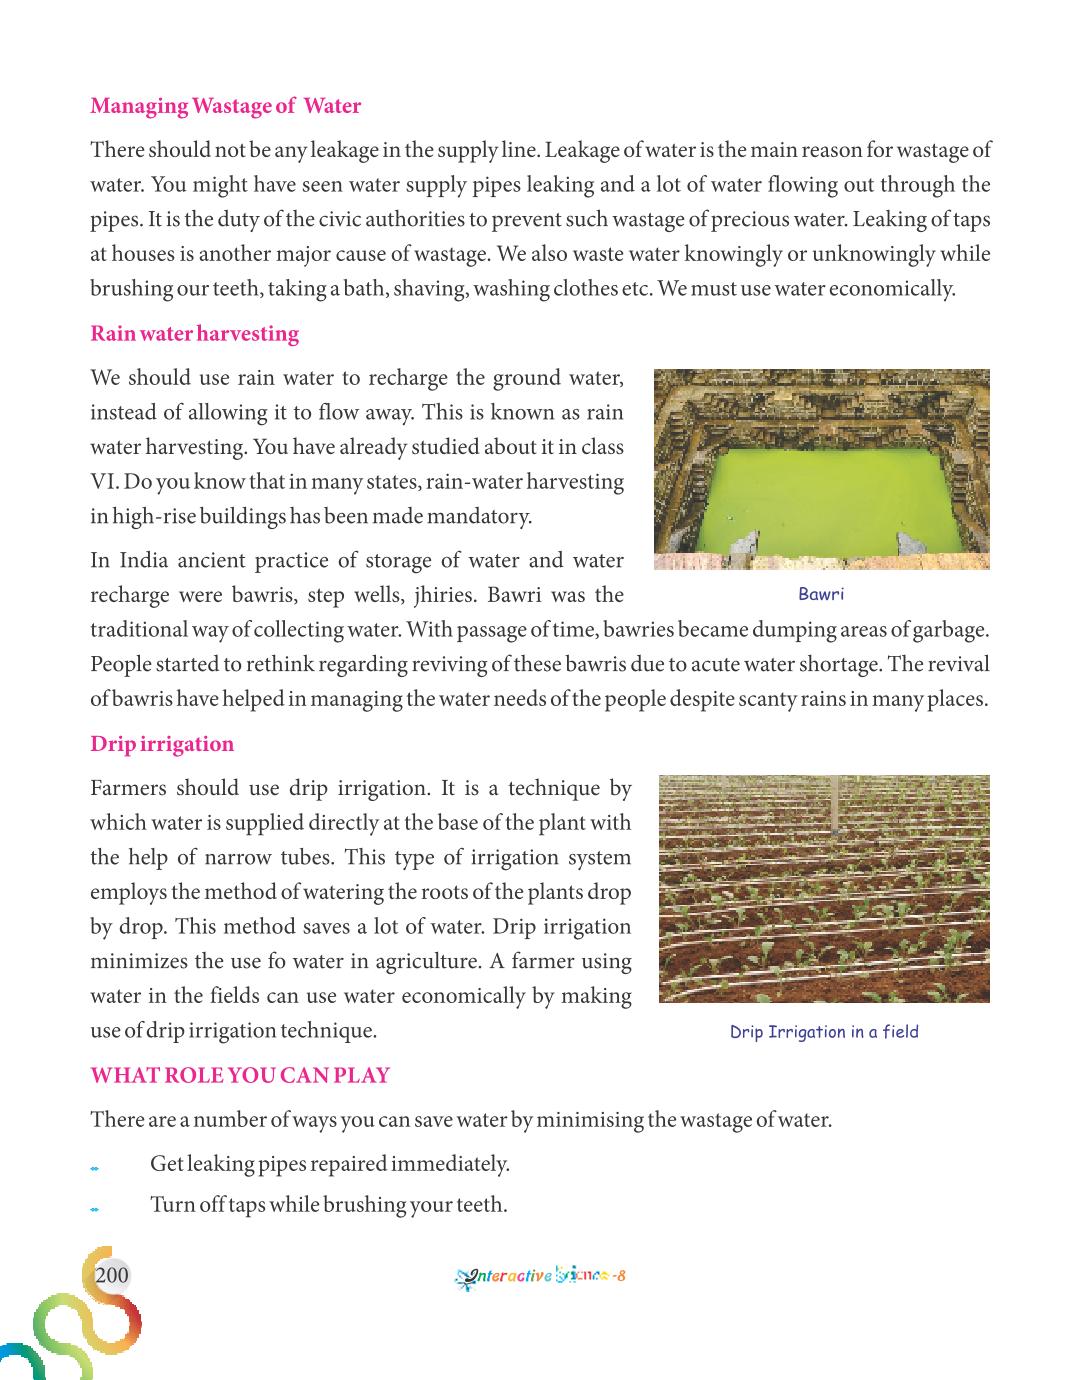 Managing Wastage of Water
There should not be any leakage in the supply line. Leakage of water is the main reason for wastage of
water. You might have seen water supply pipes leaking and a lot of water flowing out through the
pipes. It is the duty of the civic authorities to prevent such wastage of precious water. Leaking of taps
at houses is another major cause of wastage. We also waste water knowingly or unknowingly while
brushing our teeth, taking a bath, shaving, washing clothes etc. We must use water economically.
Rain water harvesting
We should use rain water to recharge the ground water,
instead of allowing it to flow away. This is known as rain
water harvesting. You have already studied about it in class
VI. Do you know that in many states, rain-water harvesting
in high-rise buildings has been made mandatory.
In India ancient practice of storage of water and water
recharge were bawris, step wells, jhiries. Bawri was the
Bawri
traditional way of collecting water. With passage of time, bawries became dumping areas of garbage.
People started to rethink regarding reviving of these bawris due to acute water shortage. The revival
of bawris have helped in managing the water needs of the people despite scanty rains in many places.
Drip irrigation
Farmers should use drip irrigation. It is a technique by
which water is supplied directly at the base of the plant with
the help of narrow tubes. This type of irrigation system
employs the method of watering the roots of the plants drop
by drop. This method saves a lot of water. Drip irrigation
minimizes the use fo water in agriculture. A farmer using
water in the fields can use water economically by making
use of drip irrigation technique.
Drip Irrigation in a field
WHAT ROLE YOU CAN PLAY
There are a number of ways you can save water by minimising the wastage of water.
Get leaking pipes repaired immediately.
Turn off taps while brushing your teeth.
200
Interactive Science-8